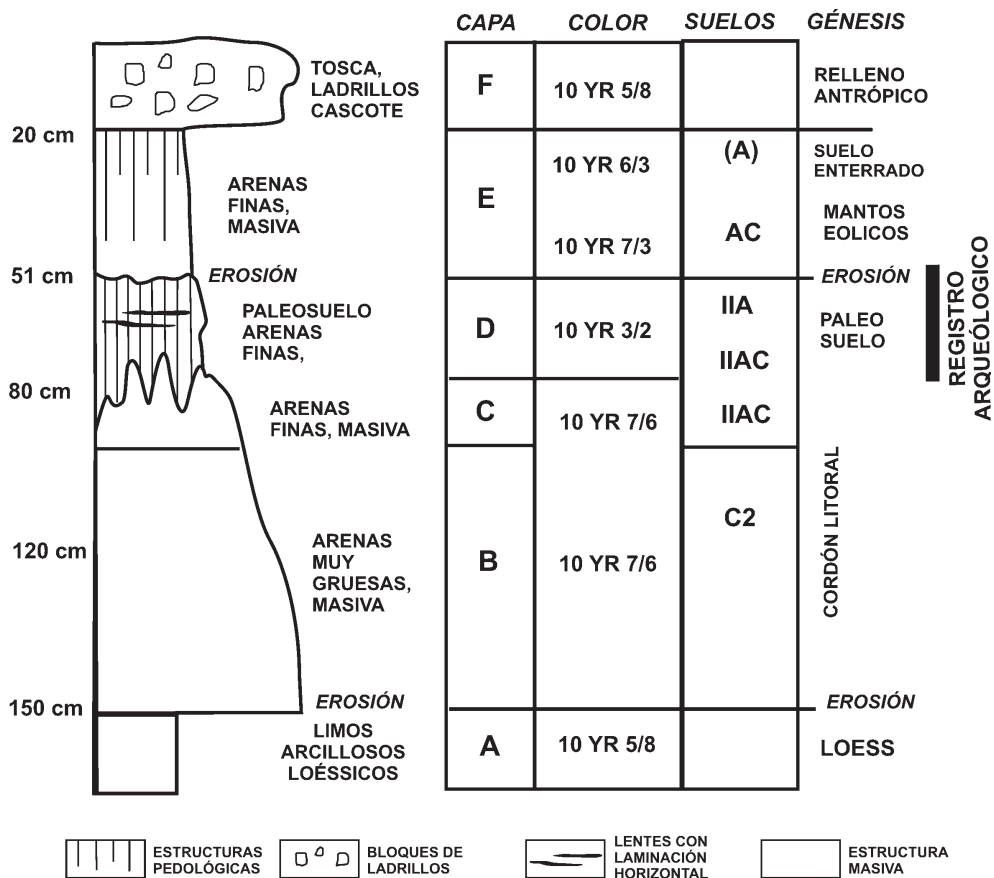 CAPA COLOR SUELOS GÉNESIS
TOSCA,
LADRILLOS
CASCOTE
20 cm
ARENAS
FINAS,
MASIVA
51 cm
EROSIÓN
PALEOSUELO
ARENAS
FINAS,
80 cm
ARENAS
FINAS, MASIVA
120 cm
ARENAS
MUY
GRUESAS,
MASIVA
150 cm
EROSIÓN
LIMOS
ARCILLOSOS
LOÉSSICOS
F
10 YR 5/8
RELLENO
ANTRÓPICO
E
10 YR 6/3
(A)
SUELO
ENTERRADO
10 YR 7/3
AC
MANTOS
EOLICOS
EROSIÓN
D
10 YR 3/2
IIA
IIAC
PALEO
SUELO
REGISTRO
ARQUEÓLOGICO
C
10 YR 7/6
IIAC
B
10 YR 7/6
C2
CORDÓN LITORAL
EROSIÓN
A
10 YR 5/8
LOESS
ESTRUCTURAS
PEDOLÓGICAS
BLOQUES DE
LADRILLOS
LENTES CON
LAMINACIÓN
HORIZONTAL
ESTRUCTURA
MASIVA